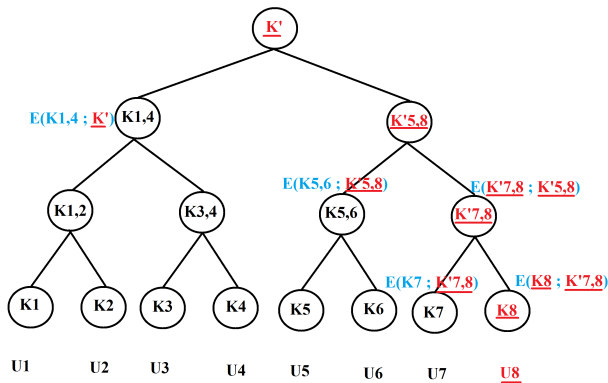 K'
E(K1,4 ; K')
K1,4
K'5,8
E(K5,6 ; K'5,8)
E(K'7,8 ; K'5,8)
K1,2
K3,4
K5,6
K'7,8
E(K7 ; K'7,8)
E(K8 ; K'7,8)
K1
K2
K3
K4
K5
K6
K7
K8
U1
U2
U3
U4
U5
U6
U7
U8